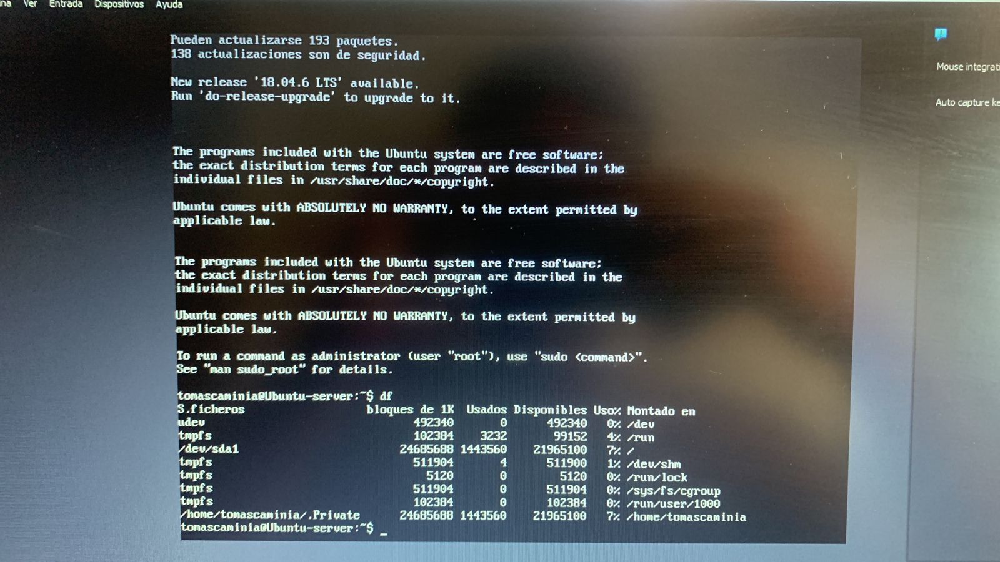 Ver Entrada Dispositivos Ayuda
Pueden actualizarse 193 paquetes.
138 actualizaciones son de seguridad.
New release '18.04.6 LTS' available.
Run 'do-release-upgrade' to upgrade to it.
Mouse integrati
Auto capture ke
The programs included with the Ubuntu system are free software;
the exact distribution terms for each program are described in the
individual files in /usr/share/doc/*/copyright.
Ubuntu comes with ABSOLUTELY NO WARRANTY, to the extent permitted by
applicable law.
The programs included with the Ubuntu system are free software;
the exact distribution terms for each program are described in the
individual files in /usr/share/doc/*/copyright.
Ubuntu comes with ABSOLUTELY NO WARRANTY, to the extent permitted by
applicable law.
To run a command as administrator (user "root"), use "sudo <command>".
See "man sudo_root" for details.
tomascaminia@Ubuntu-server:~$ df
S.ficheros bloques de 1K Usados Disponibles Uso% Montado en
udev 492340 0 492340 0% /dev
tmpfs 102384 3232 99152 4% /run
/dev/sda1 24685688 1443560 21965100 7% /
tmpfs 511904 4 511900 1% /dev/shm
tmpfs 5120 0 5120 0% /run/lock
tmpfs 511904 0 511904 0% /sys/fs/cgroup
tmpfs 102384 0 102384 0% /run/user/1000
/home/tomascaminia/.Private 24685688 1443560 21965100 7% /home/tomascaminia
tomascaminia@Ubuntu-server:~$ _